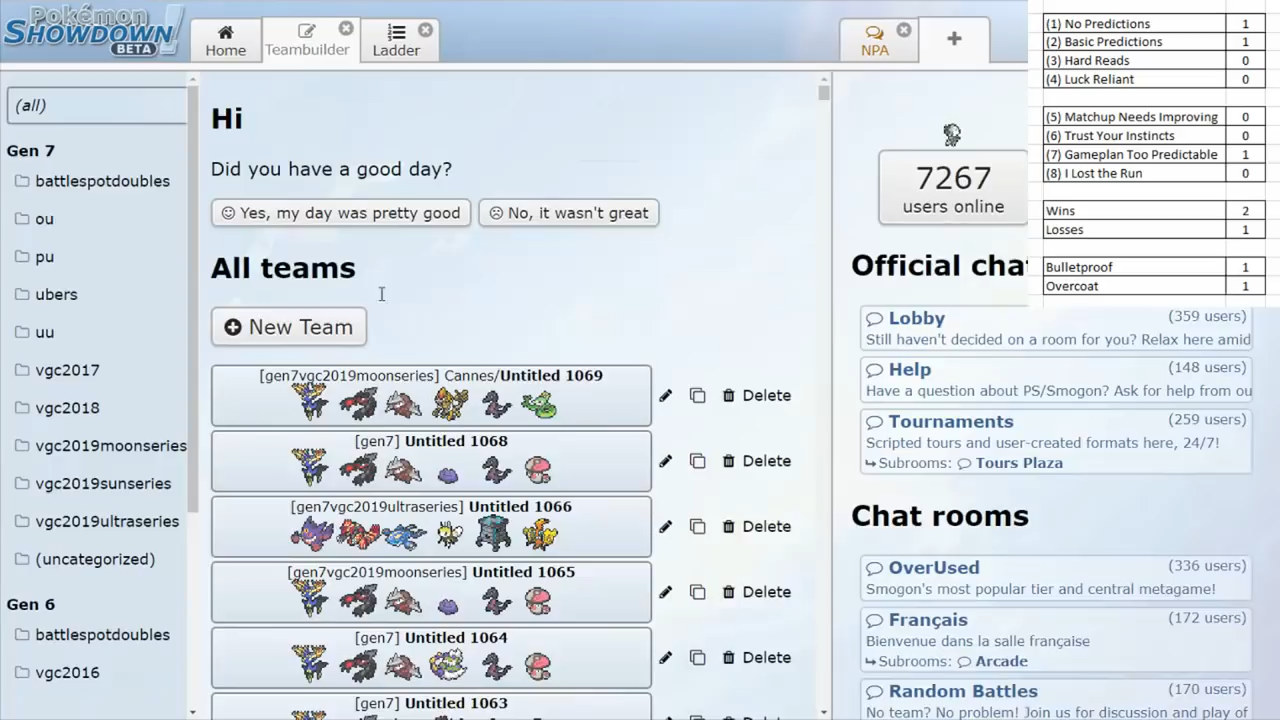 Pokémon
SHOWDOWN!
BETA
Home
Teambuilder
Ladder
NPA
(all)
Gen 7
battlespotdoubles
ou
pu
ubers
uu
vgc2017
vgc2018
vgc2019moonseries
vgc2019sunseries
vgc2019ultraseries
(uncategorized)
Gen 6
battlespotdoubles
vgc2016
Hi
Did you have a good day?
Yes, my day was pretty good
No, it wasn't great
All teams
New Team
[gen7vgc2019moonseries] Cannes/Untitled 1069
Delete
[gen7] Untitled 1068
Delete
[gen7vgc2019ultraseries] Untitled 1066
Delete
[gen7vgc2019moonseries] Untitled 1065
Delete
[gen7] Untitled 1064
Delete
[gen7] Untitled 1063
7267
users online
Official cha
Lobby (359 users)
Still haven't decided on a room for you? Relax here amid
Help (148 users)
Have a question about PS/Smogon? Ask for help from ou
Tournaments (259 users)
Scripted tours and user-created formats here, 24/7!
Subrooms: Tours Plaza
Chat rooms
OverUsed (336 users)
Smogon's most popular tier and central metagame!
Français (172 users)
Bienvenue dans la salle française
Subrooms: Arcade
Random Battles (170 users)
No team? No problem! Join us for discussion and play of
(1) No Predictions 1
(2) Basic Predictions 1
(3) Hard Reads 0
(4) Luck Reliant 0
(5) Matchup Needs Improving 0
(6) Trust Your Instincts 0
(7) Gameplan Too Predictable 1
(8) I Lost the Run 0
Wins 2
Losses 1
Bulletproof 1
Overcoat 1